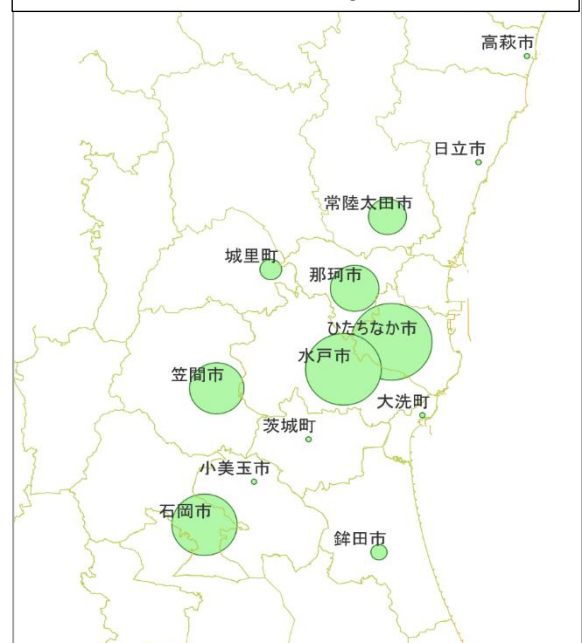 高萩市
日立市
常陸太田市
城里町
那珂市
ひたちなか市
水戸市
笠間市
大洗町
茨城町
小美玉市
石岡市
鉾田市